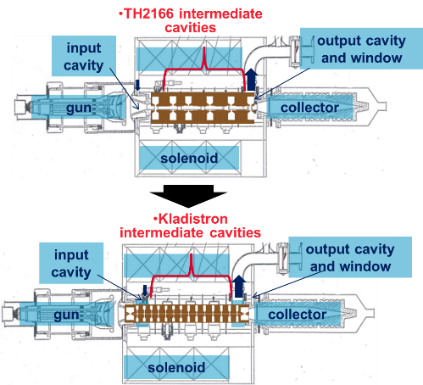 •TH2166 intermediate
cavities
input
cavity
output cavity
and window
gun
collector
solenoid
•Kladistron
intermediate cavities
input
cavity
output cavity
and window
gun
collector
solenoid